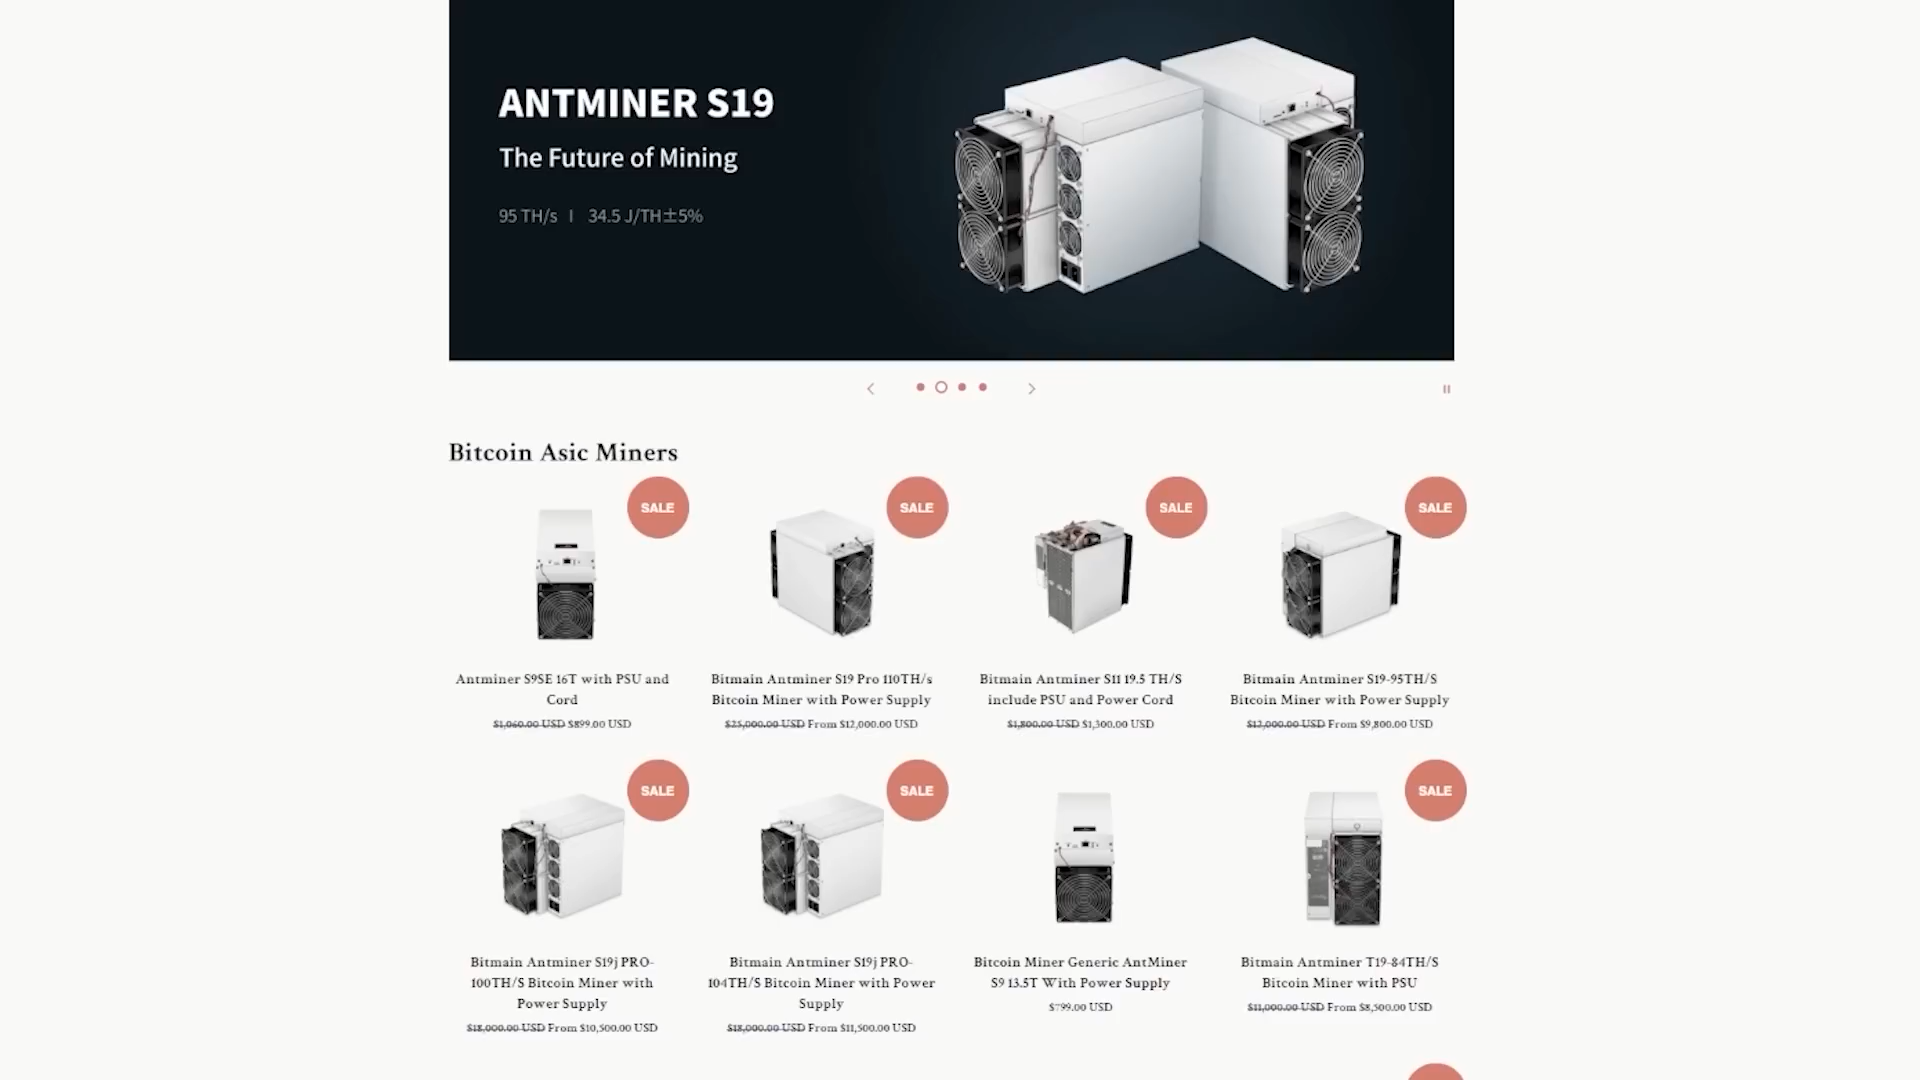 ANTMINER S19
The Future of Mining
95 TH/s I 34.5 J/TH±5%
Bitcoin Asic Miners
SALE
SALE
SALE
SALE
Antminer S9SE 16T with PSU and
Cord
$1,060.00 USD $899.00 USD
Bitmain Antminer S19 Pro 110TH/s
Bitcoin Miner with Power Supply
$25,000.00 USD From $12,000.00 USD
Bitmain Antminer S11 19.5 TH/S
include PSU and Power Cord
$1,800.00 USD $1,300.00 USD
Bitmain Antminer S19-95TH/S
Bitcoin Miner with Power Supply
$12,000.00 USD From $9,800.00 USD
SALE
SALE
SALE
Bitmain Antminer S19j PRO-
100TH/S Bitcoin Miner with
Power Supply
$18,000.00 USD From $10,500.00 USD
Bitmain Antminer S19j PRO-
104TH/S Bitcoin Miner with Power
Supply
$18,000.00 USD From $11,500.00 USD
Bitcoin Miner Generic AntMiner
S9 13.5T With Power Supply
$799.00 USD
Bitmain Antminer T19-84TH/S
Bitcoin Miner with PSU
$11,000.00 USD From $8,500.00 USD